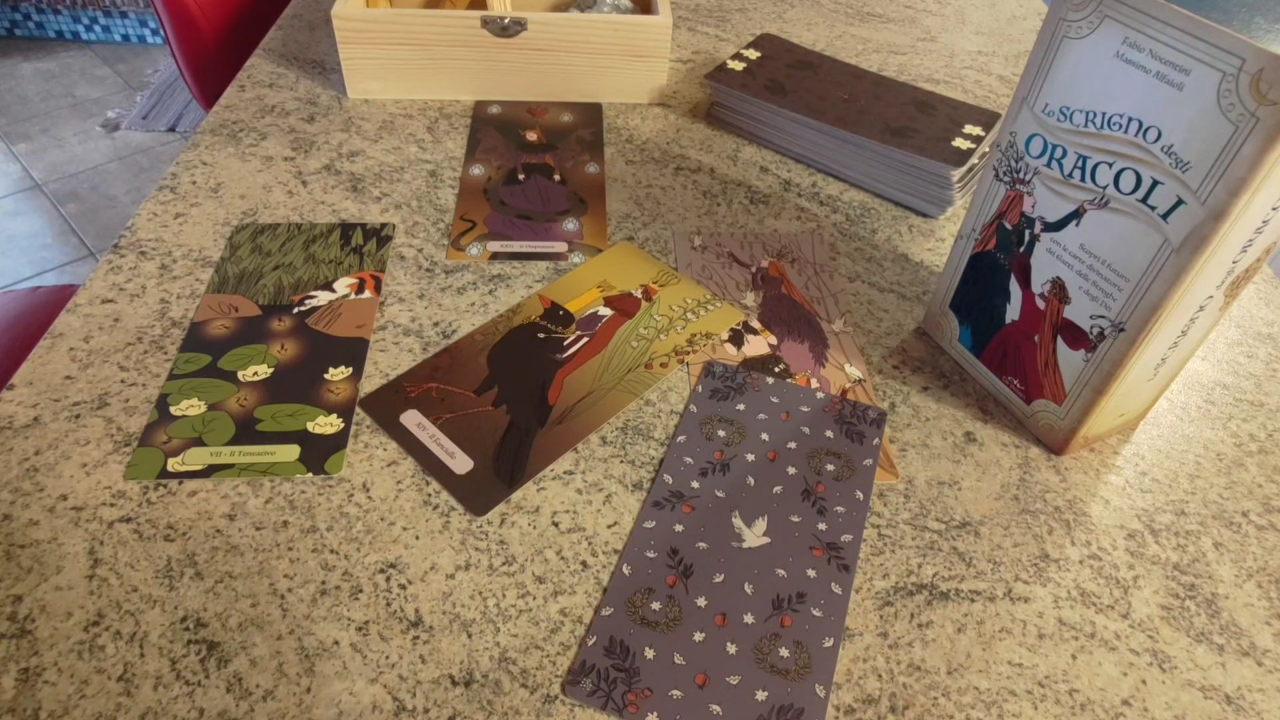 Fabio Nocentini
Massimo Alfaioli
Lo SCRIGNO degli
ORACOLI
Scopri il futuro
con le carte divinatorie
dei Gatti, delle Streghe
e degli Dèi
VII - Il Tentativo
XIV - Il Fanciullo